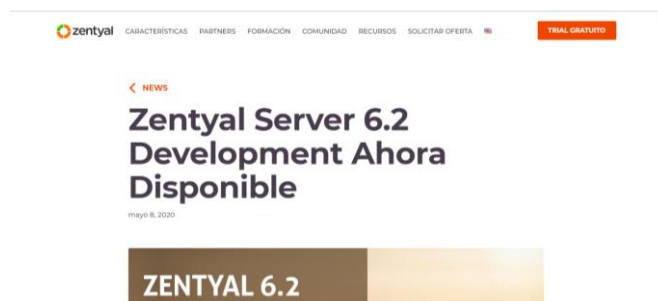 zentyal CARACTERÍSTICAS PARTNERS FORMACIÓN COMUNIDAD RECURSOS SOLICITAR OFERTA TRIAL GRATUITO
NEWS
Zentyal Server 6.2
Development Ahora
Disponible
mayo 8, 2020
ZENTYAL 6.2